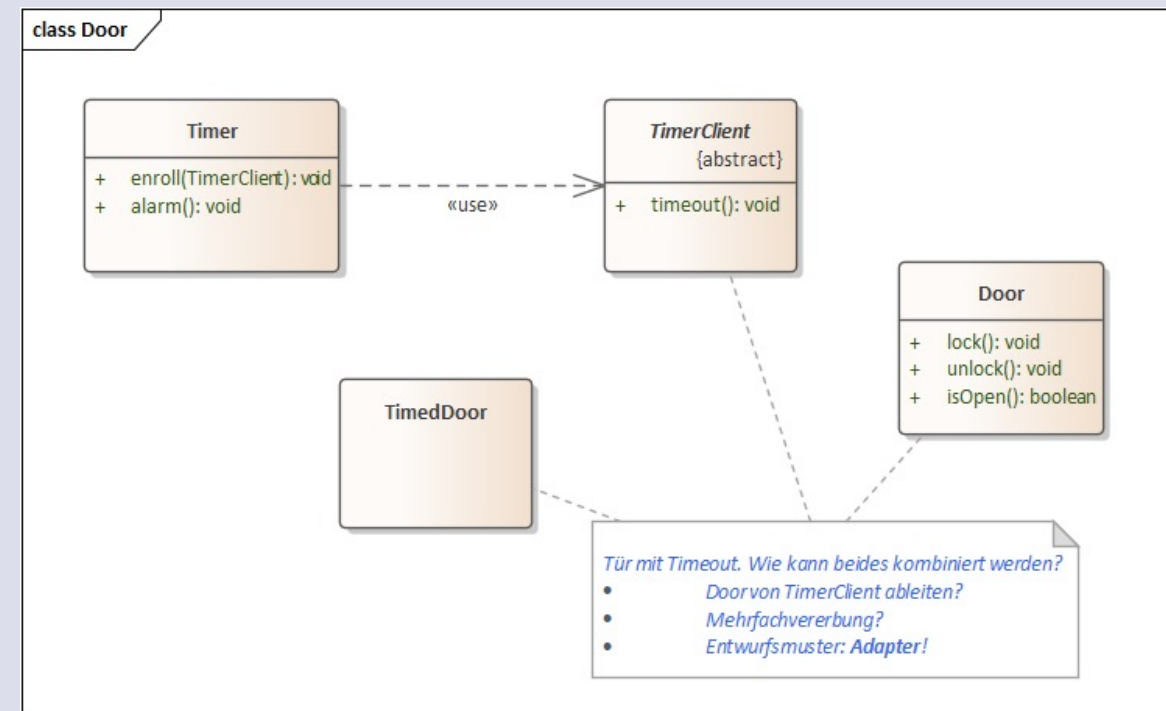 class Door
Timer
+ enroll(TimerClient): void
+ alarm(): void
«use»
TimerClient
{abstract}
+ timeout(): void
Door
+ lock(): void
+ unlock(): void
+ isOpen(): boolean
TimedDoor
Tür mit Timeout. Wie kann beides kombiniert werden?
• Door von TimerClient ableiten?
• Mehrfachvererbung?
• Entwurfsmuster: Adapter!